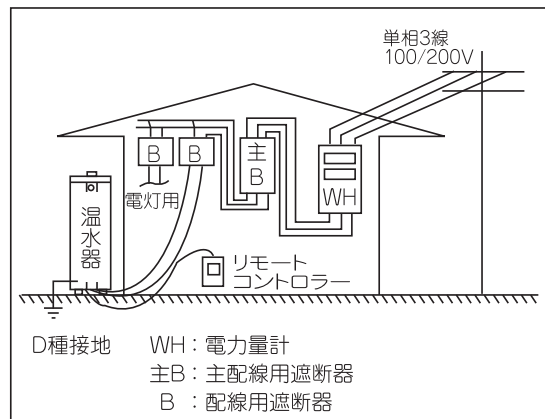 単相3線
100/200V
B
B
主
B
WH
電灯用
温水器
リモート
コントローラー
D種接地
WH：電力量計
主B：主配線用遮断器
B：配線用遮断器